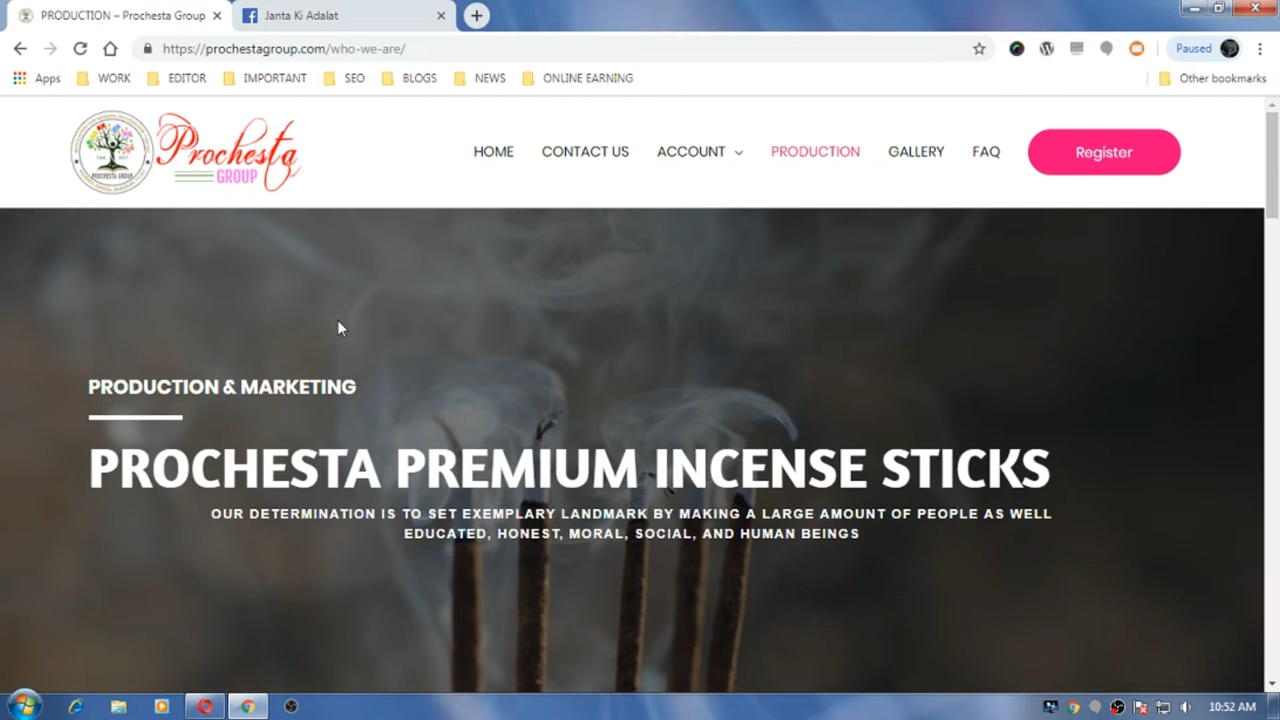 PRODUCTION – Prochesta Group
Janta Ki Adalat
https://prochestagroup.com/who-we-are/
Paused
Apps
WORK
EDITOR
IMPORTANT
SEO
BLOGS
NEWS
ONLINE EARNING
Other bookmarks
PROCHESTA GROUP
Prochesta
GROUP
HOME
CONTACT US
ACCOUNT
PRODUCTION
GALLERY
FAQ
Register
PRODUCTION & MARKETING
PROCHESTA PREMIUM INCENSE STICKS
OUR DETERMINATION IS TO SET EXEMPLARY LANDMARK BY MAKING A LARGE AMOUNT OF PEOPLE AS WELL
EDUCATED, HONEST, MORAL, SOCIAL, AND HUMAN BEINGS
10:52 AM